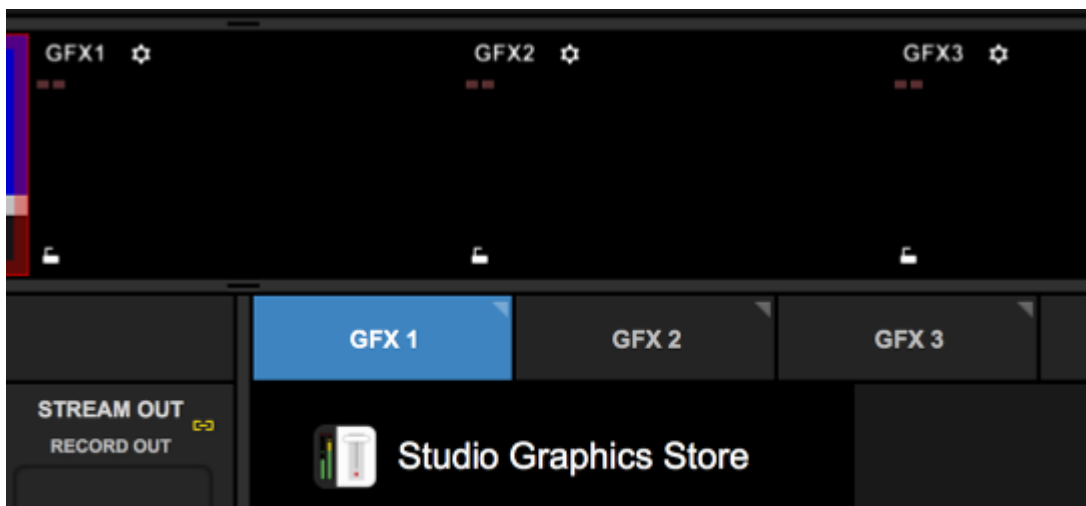 GFX1
GFX2
GFX3
GFX 1
GFX 2
GFX 3
STREAM OUT
RECORD OUT
Studio Graphics Store